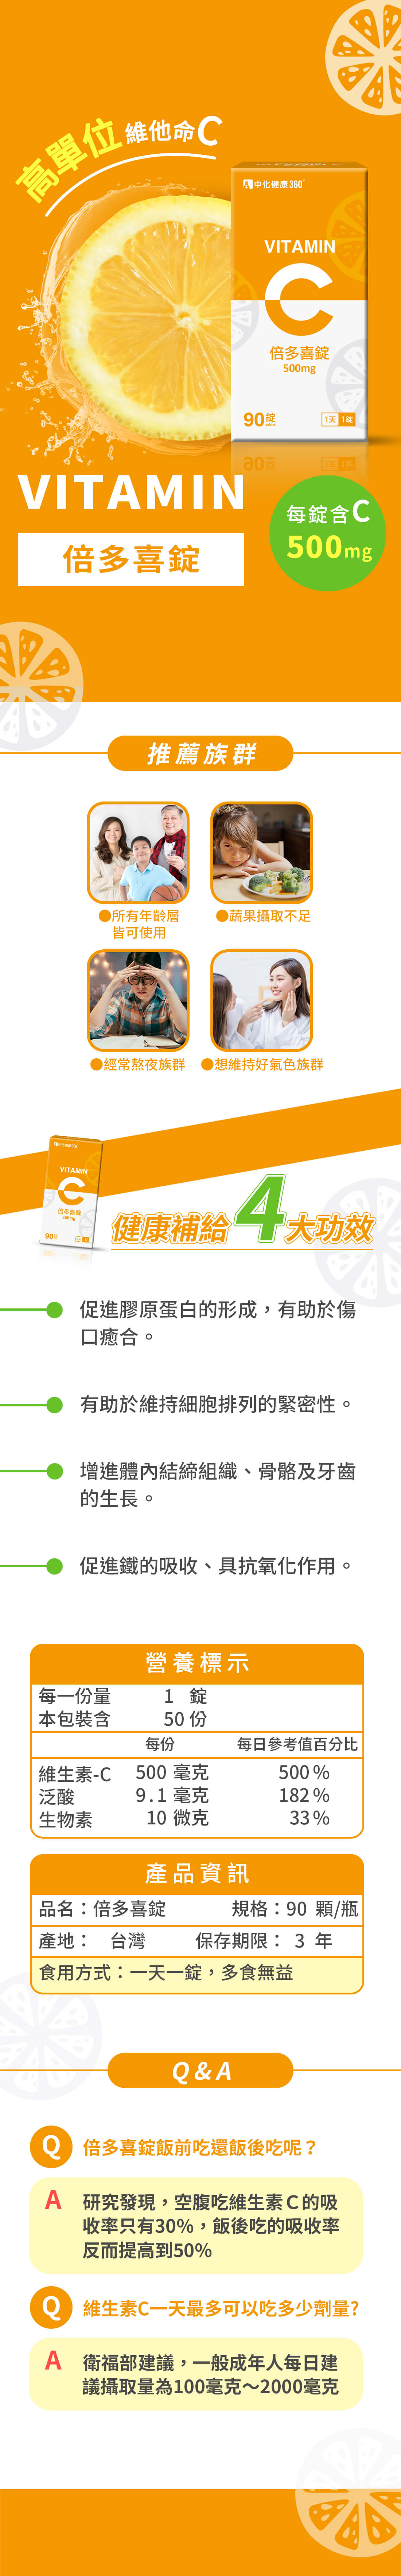 高單位 維他命C
中化健康360°
VITAMIN
C
倍多喜錠
500mg
90錠
1天 1錠
VITAMIN
每錠含C
500mg
倍多喜錠
推薦族群
●所有年齡層
皆可使用
●蔬果攝取不足
●經常熬夜族群
●想維持好氣色族群
VITAMIN
C
倍多喜錠
500mg
90錠
健康補給4大功效
促進膠原蛋白的形成，有助於傷
口癒合。
有助於維持細胞排列的緊密性。
增進體內結締組織、骨骼及牙齒
的生長。
促進鐵的吸收、具抗氧化作用。
營養標示
每一份量 1 錠
本包裝含 50 份
每份 每日參考值百分比
維生素-C 500 毫克 500%
泛酸 9.1 毫克 182%
生物素 10 微克 33%
產品資訊
品名：倍多喜錠 規格：90 顆/瓶
產地： 台灣 保存期限： 3 年
食用方式：一天一錠，多食無益
Q&A
Q 倍多喜錠飯前吃還飯後吃呢？
A 研究發現，空腹吃維生素Ｃ的吸
收率只有30%，飯後吃的吸收率
反而提高到50%
Q 維生素C一天最多可以吃多少劑量?
A 衛福部建議，一般成年人每日建
議攝取量為100毫克～2000毫克